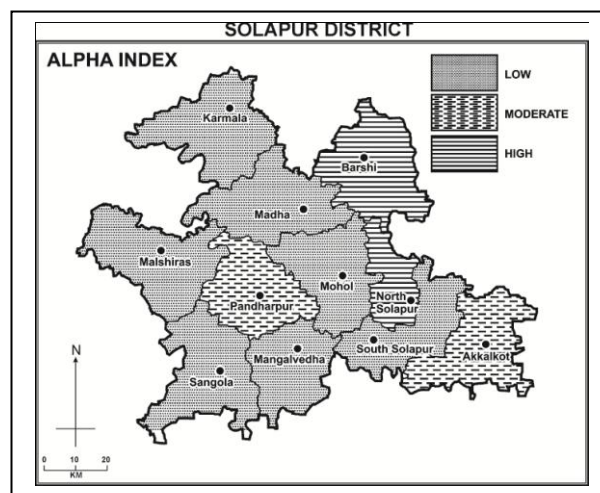 SOLAPUR DISTRICT
ALPHA INDEX
LOW
MODERATE
HIGH
Karmala
Barshi
Madha
Malshiras
Mohol
Pandharpur
North
Solapur
South Solapur
Akkalkot
Mangalvedha
Sangola
N
0 10 20
KM